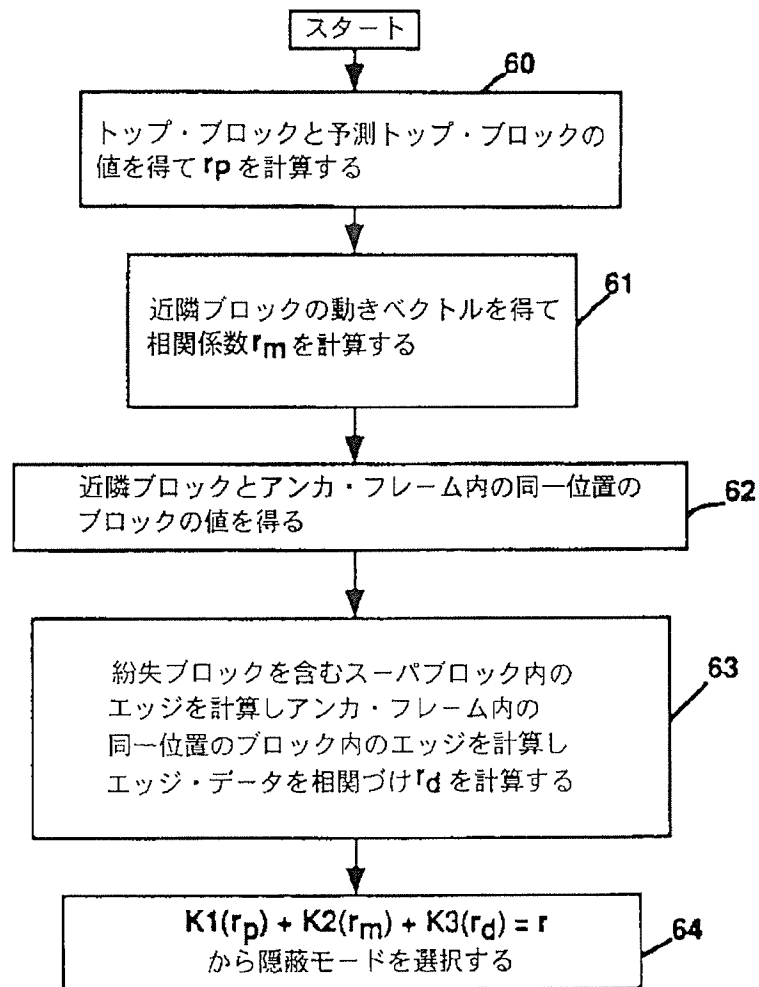 スタート
60
トップ・ブロックと予測トップ・ブロックの
値を得て rp を計算する
61
近隣ブロックの動きベクトルを得て
相関係数 rm を計算する
62
近隣ブロックとアンカ・フレーム内の同一位置の
ブロックの値を得る
63
紛失ブロックを含むスーパブロック内の
エッジを計算しアンカ・フレーム内の
同一位置のブロック内のエッジを計算し
エッジ・データを相関づけ rd を計算する
K1(rp) + K2(rm) + K3(rd) = r
から隠蔽モードを選択する
64